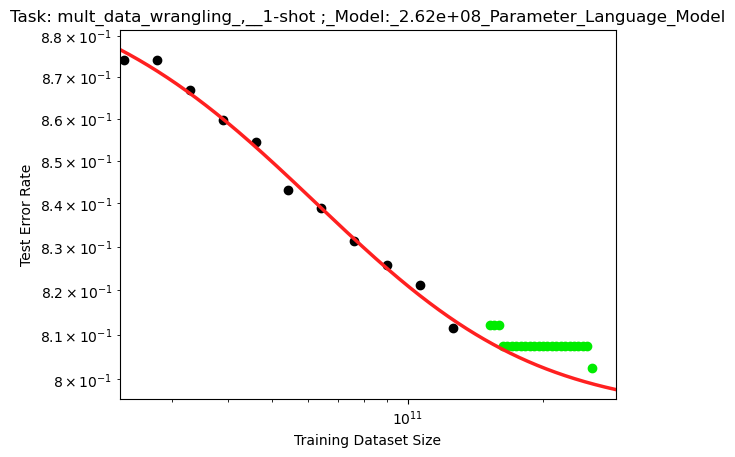 Task: mult_data_wrangling_,__1-shot ;_Model:_2.62e+08_Parameter_Language_Model
8.8 × 10⁻¹
8.7 × 10⁻¹
8.6 × 10⁻¹
8.5 × 10⁻¹
8.4 × 10⁻¹
8.3 × 10⁻¹
8.2 × 10⁻¹
8.1 × 10⁻¹
8 × 10⁻¹
Test Error Rate
10¹¹
Training Dataset Size